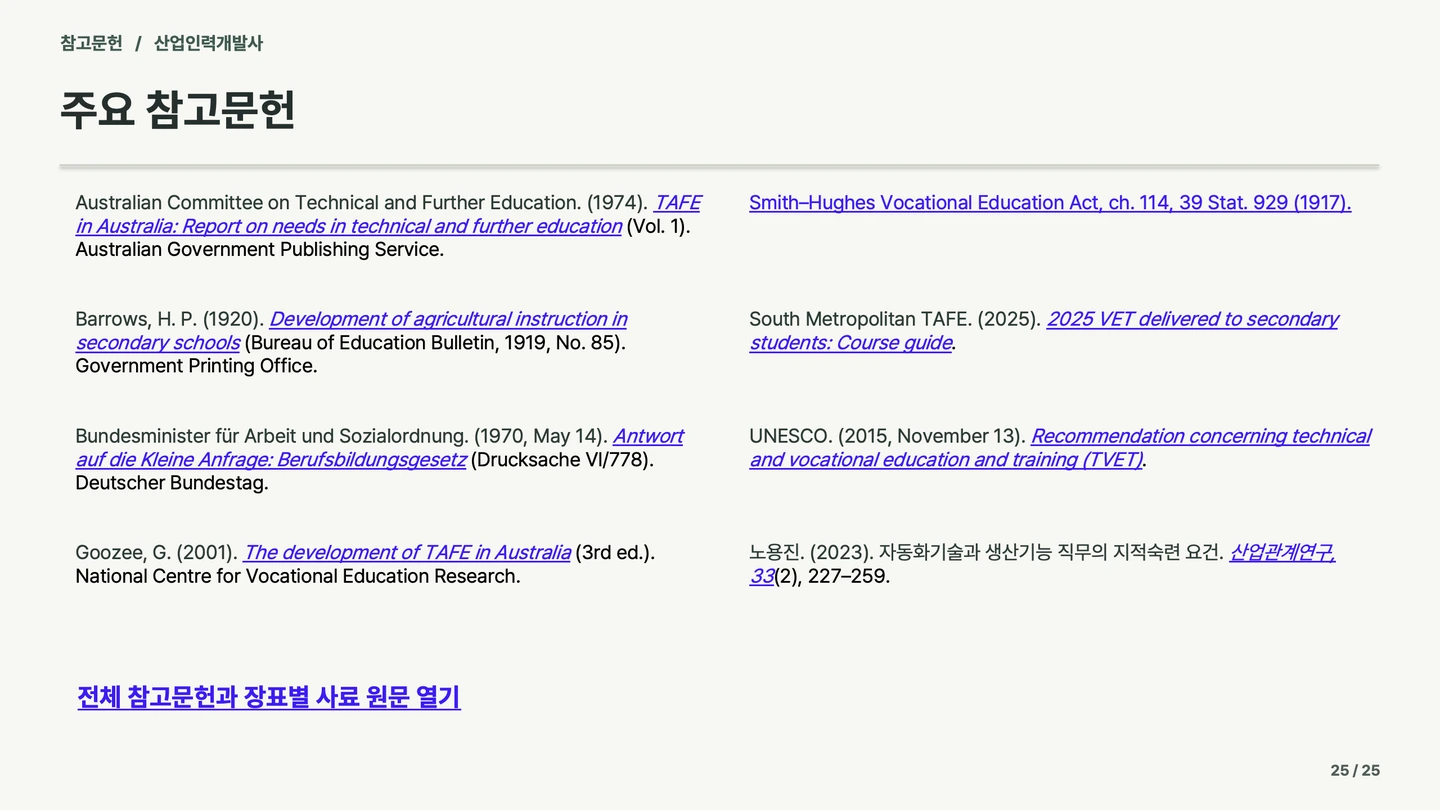 참고문헌 / 산업인력개발사
주요 참고문헌
Australian Committee on Technical and Further Education. (1974). TAFE
in Australia: Report on needs in technical and further education (Vol. 1).
Australian Government Publishing Service.
Barrows, H. P. (1920). Development of agricultural instruction in
secondary schools (Bureau of Education Bulletin, 1919, No. 85).
Government Printing Office.
Bundesminister für Arbeit und Sozialordnung. (1970, May 14). Antwort
auf die Kleine Anfrage: Berufsbildungsgesetz (Drucksache VI/778).
Deutscher Bundestag.
Goozee, G. (2001). The development of TAFE in Australia (3rd ed.).
National Centre for Vocational Education Research.
Smith–Hughes Vocational Education Act, ch. 114, 39 Stat. 929 (1917).
South Metropolitan TAFE. (2025). 2025 VET delivered to secondary
students: Course guide.
UNESCO. (2015, November 13). Recommendation concerning technical
and vocational education and training (TVET).
노용진. (2023). 자동화기술과 생산기능 직무의 지적숙련 요건. 산업관계연구,
33(2), 227–259.
전체 참고문헌과 장표별 사료 원문 열기
25 / 25